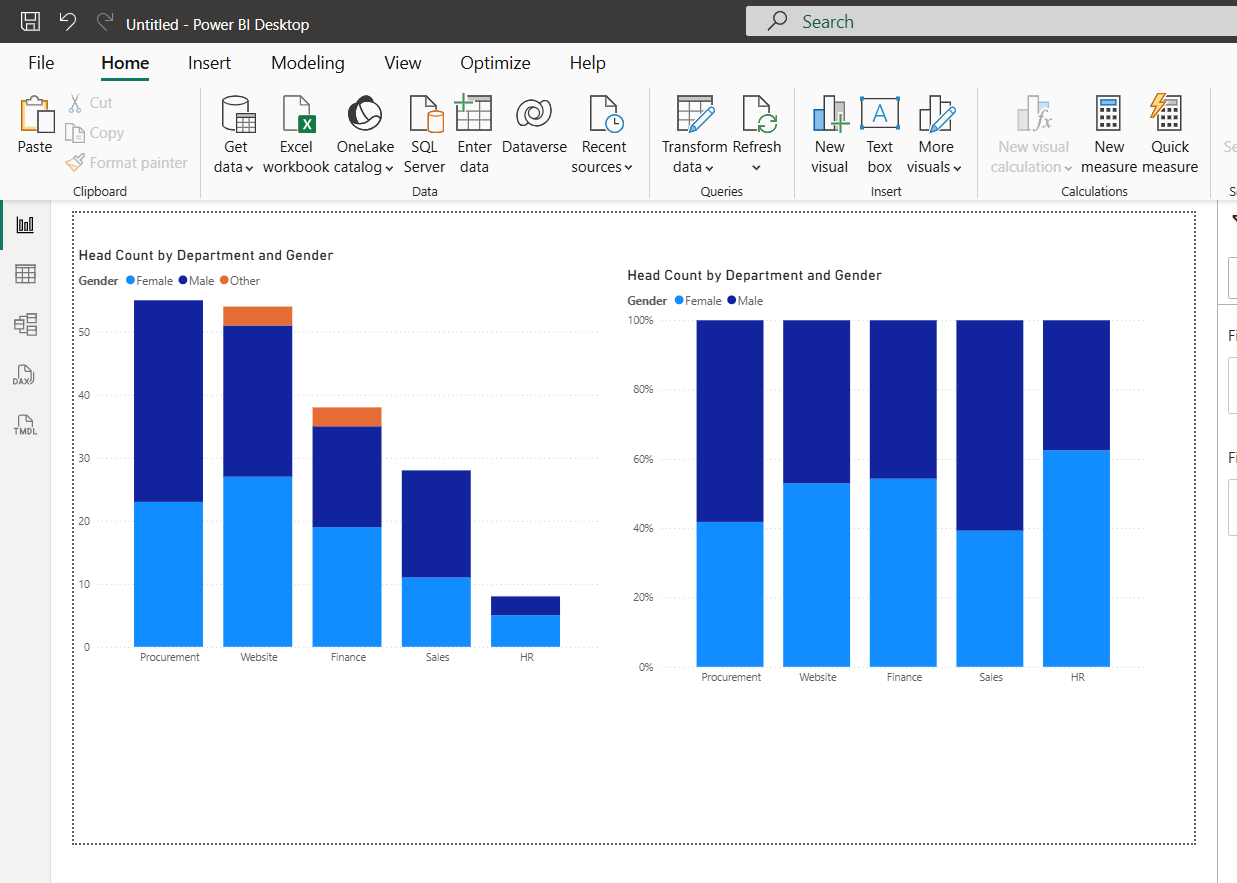 Untitled - Power BI Desktop
Search
File Home Insert Modeling View Optimize Help
Paste
Cut
Copy
Format painter
Clipboard
Get data
Excel workbook
OneLake catalog
SQL Server
Enter data
Dataverse
Recent sources
Data
Transform data
Refresh
Queries
New visual
Text box
More visuals
Insert
New visual calculation
New measure
Quick measure
Calculations
DAX
TMDL
Head Count by Department and Gender
Gender Female Male Other
50
40
30
20
10
0
Procurement Website Finance Sales HR
Head Count by Department and Gender
Gender Female Male
100%
80%
60%
40%
20%
0%
Procurement Website Finance Sales HR